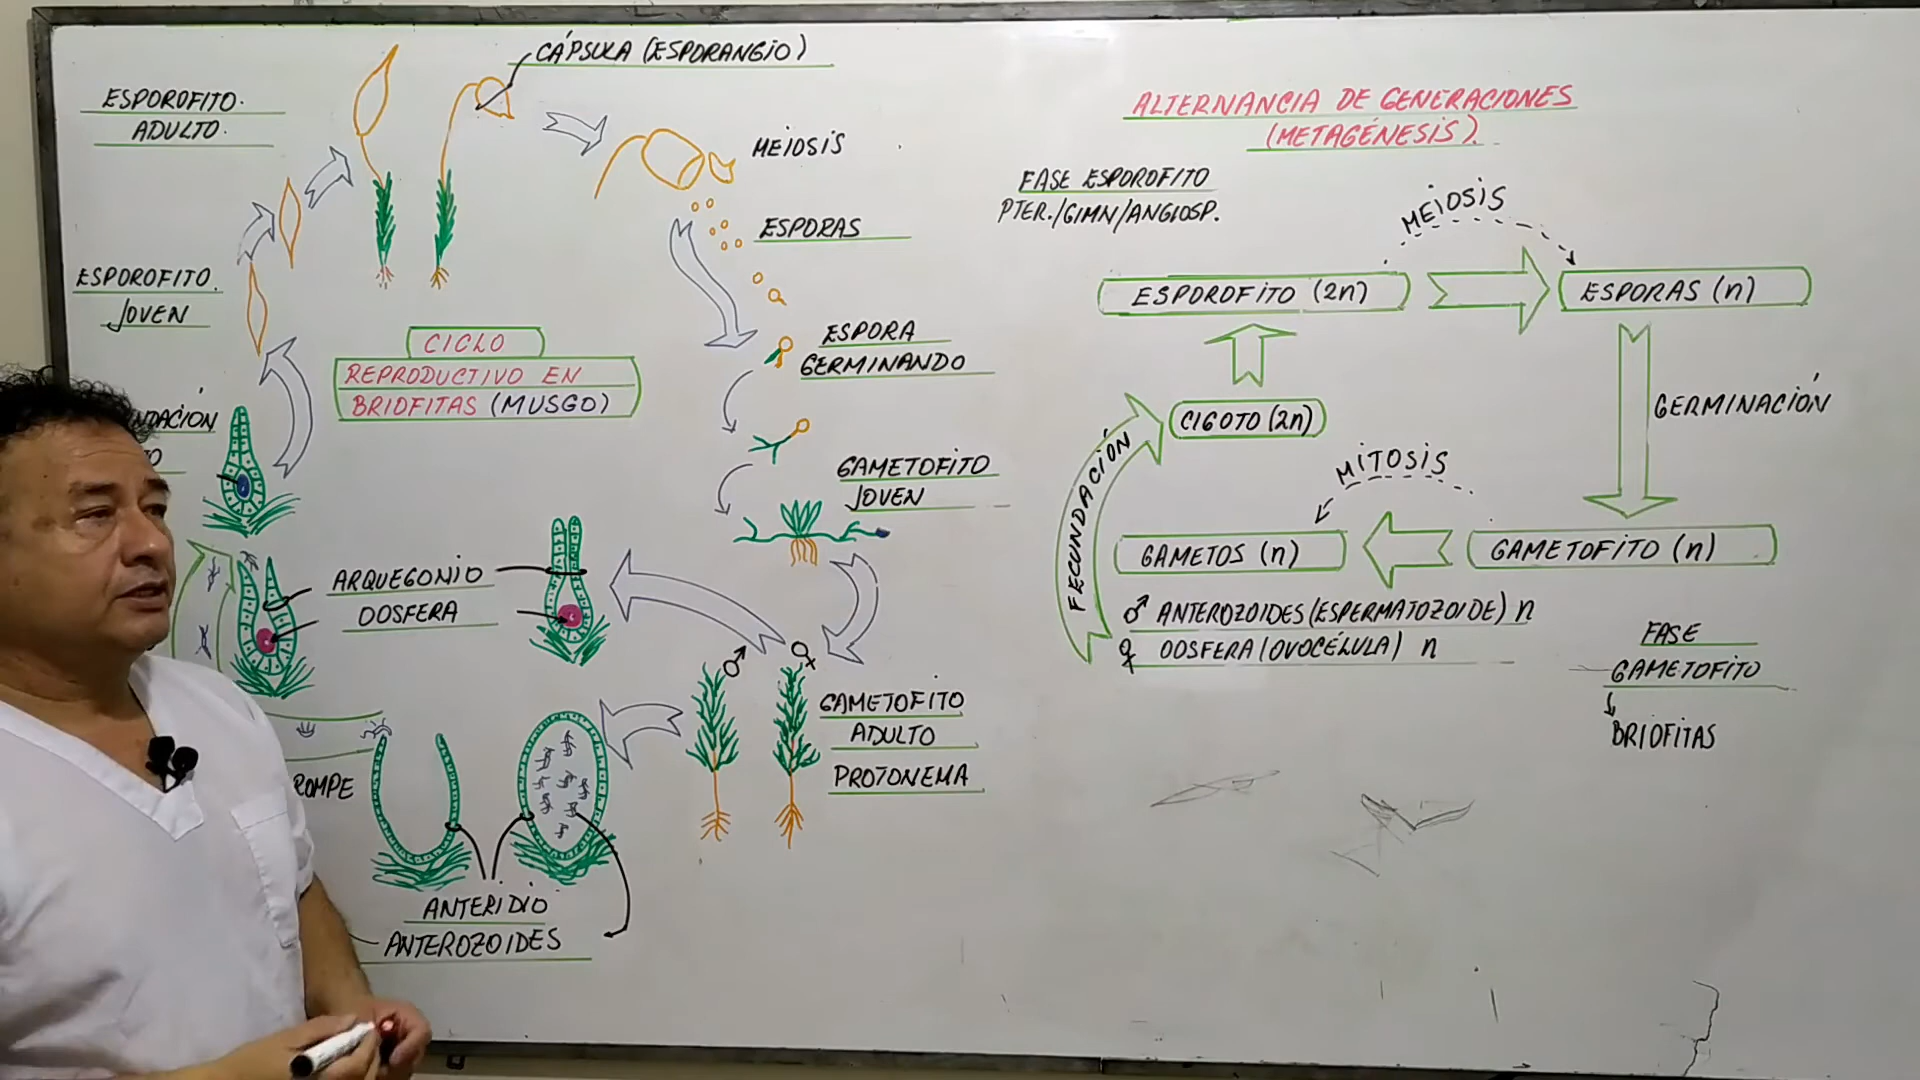 CÁPSULA (ESPORANGIO)
ESPOROFITO
ADULTO.
MEIOSIS
ESPORAS
ESPOROFITO
JOVEN
ESPORA
GERMINANDO
CICLO
REPRODUCTIVO EN
BRIOFITAS (MUSGO)
GAMETOFITO
JOVEN
ARQUEGONIO
OOSFERA
♂ ♀
GAMETOFITO
ADULTO
PROTONEMA
ROMPE
ANTERIDIO
ANTEROZOIDES
ALTERNANCIA DE GENERACIONES
(METAGÉNESIS).
FASE ESPOROFITO
PTER./GIMN/ANGIOSP.
MEIOSIS
ESPOROFITO (2n)
ESPORAS (n)
GERMINACIÓN
CIGOTO (2n)
FECUNDACIÓN
MITOSIS
GAMETOS (n)
GAMETOFITO (n)
♂ ANTEROZOIDES (ESPERMATOZOIDE) n
♀ OOSFERA (OVOCÉLULA) n
FASE
GAMETOFITO
BRIOFITAS